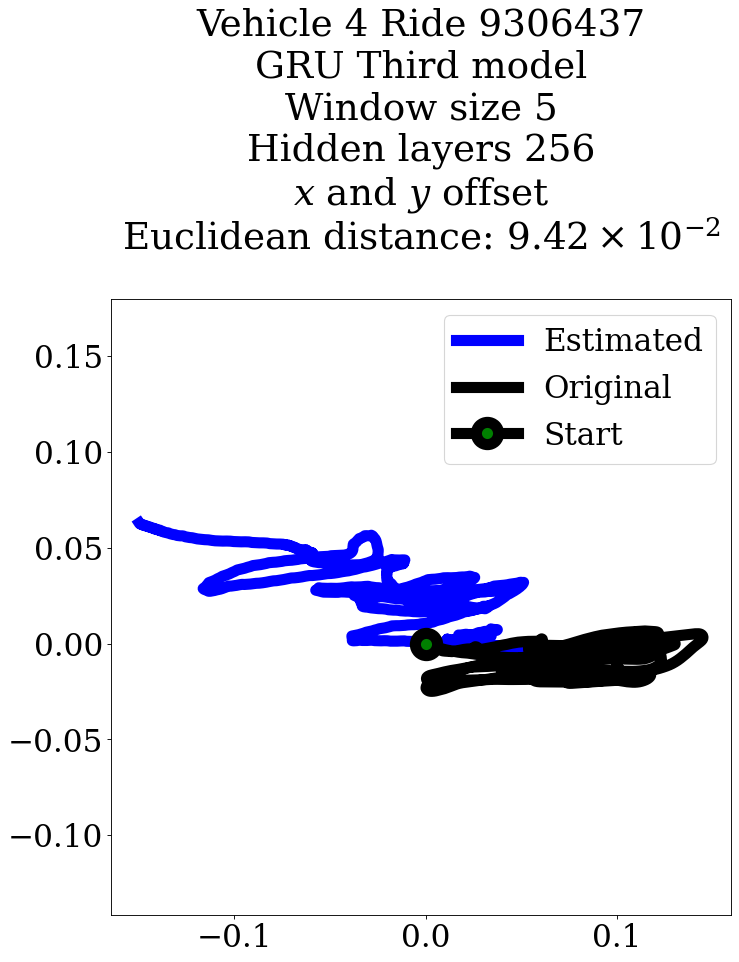 Vehicle 4 Ride 9306437
GRU Third model
Window size 5
Hidden layers 256
x and y offset
Euclidean distance: 9.42 × 10⁻²
Estimated
Original
Start
0.15
0.10
0.05
0.00
−0.05
−0.10
−0.1
0.0
0.1